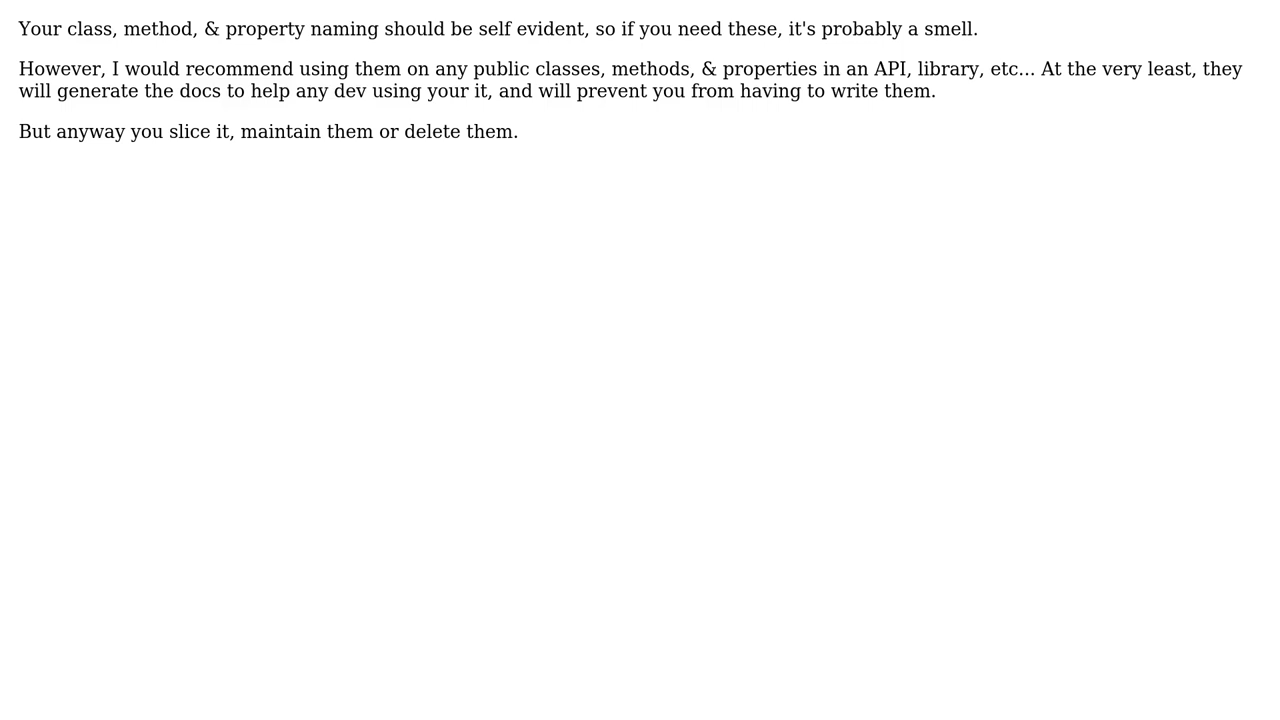 Your class, method, & property naming should be self evident, so if you need these, it's probably a smell.
However, I would recommend using them on any public classes, methods, & properties in an API, library, etc... At the very least, they
will generate the docs to help any dev using your it, and will prevent you from having to write them.
But anyway you slice it, maintain them or delete them.